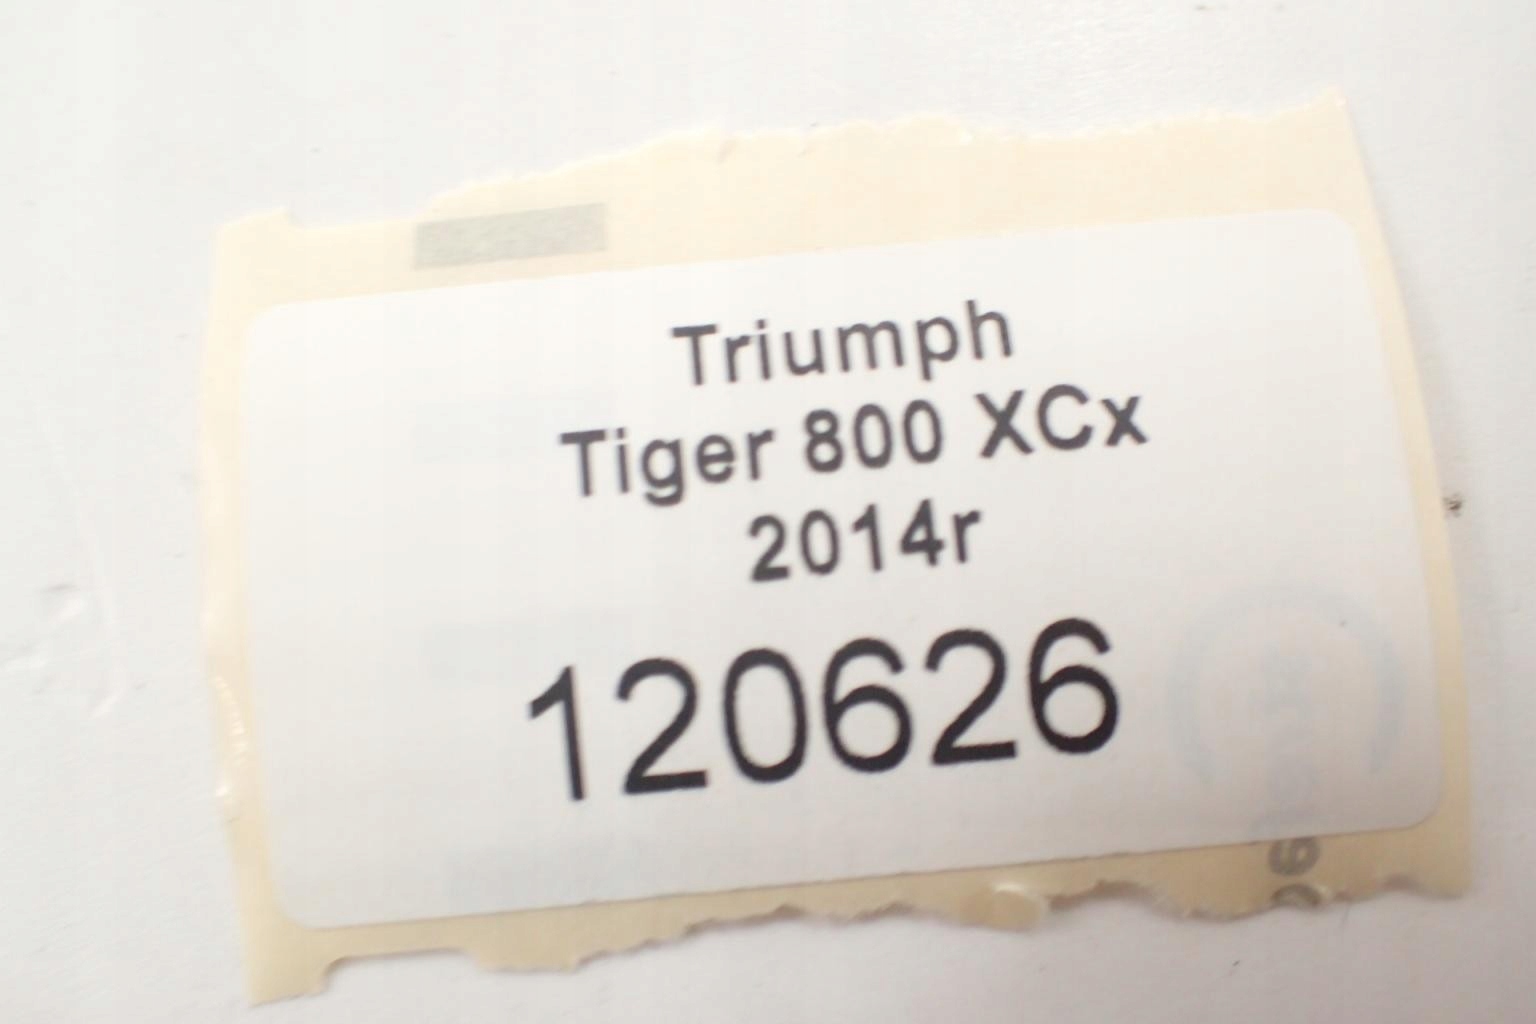 Triumph
Tiger 800 XCx
2014r
120626